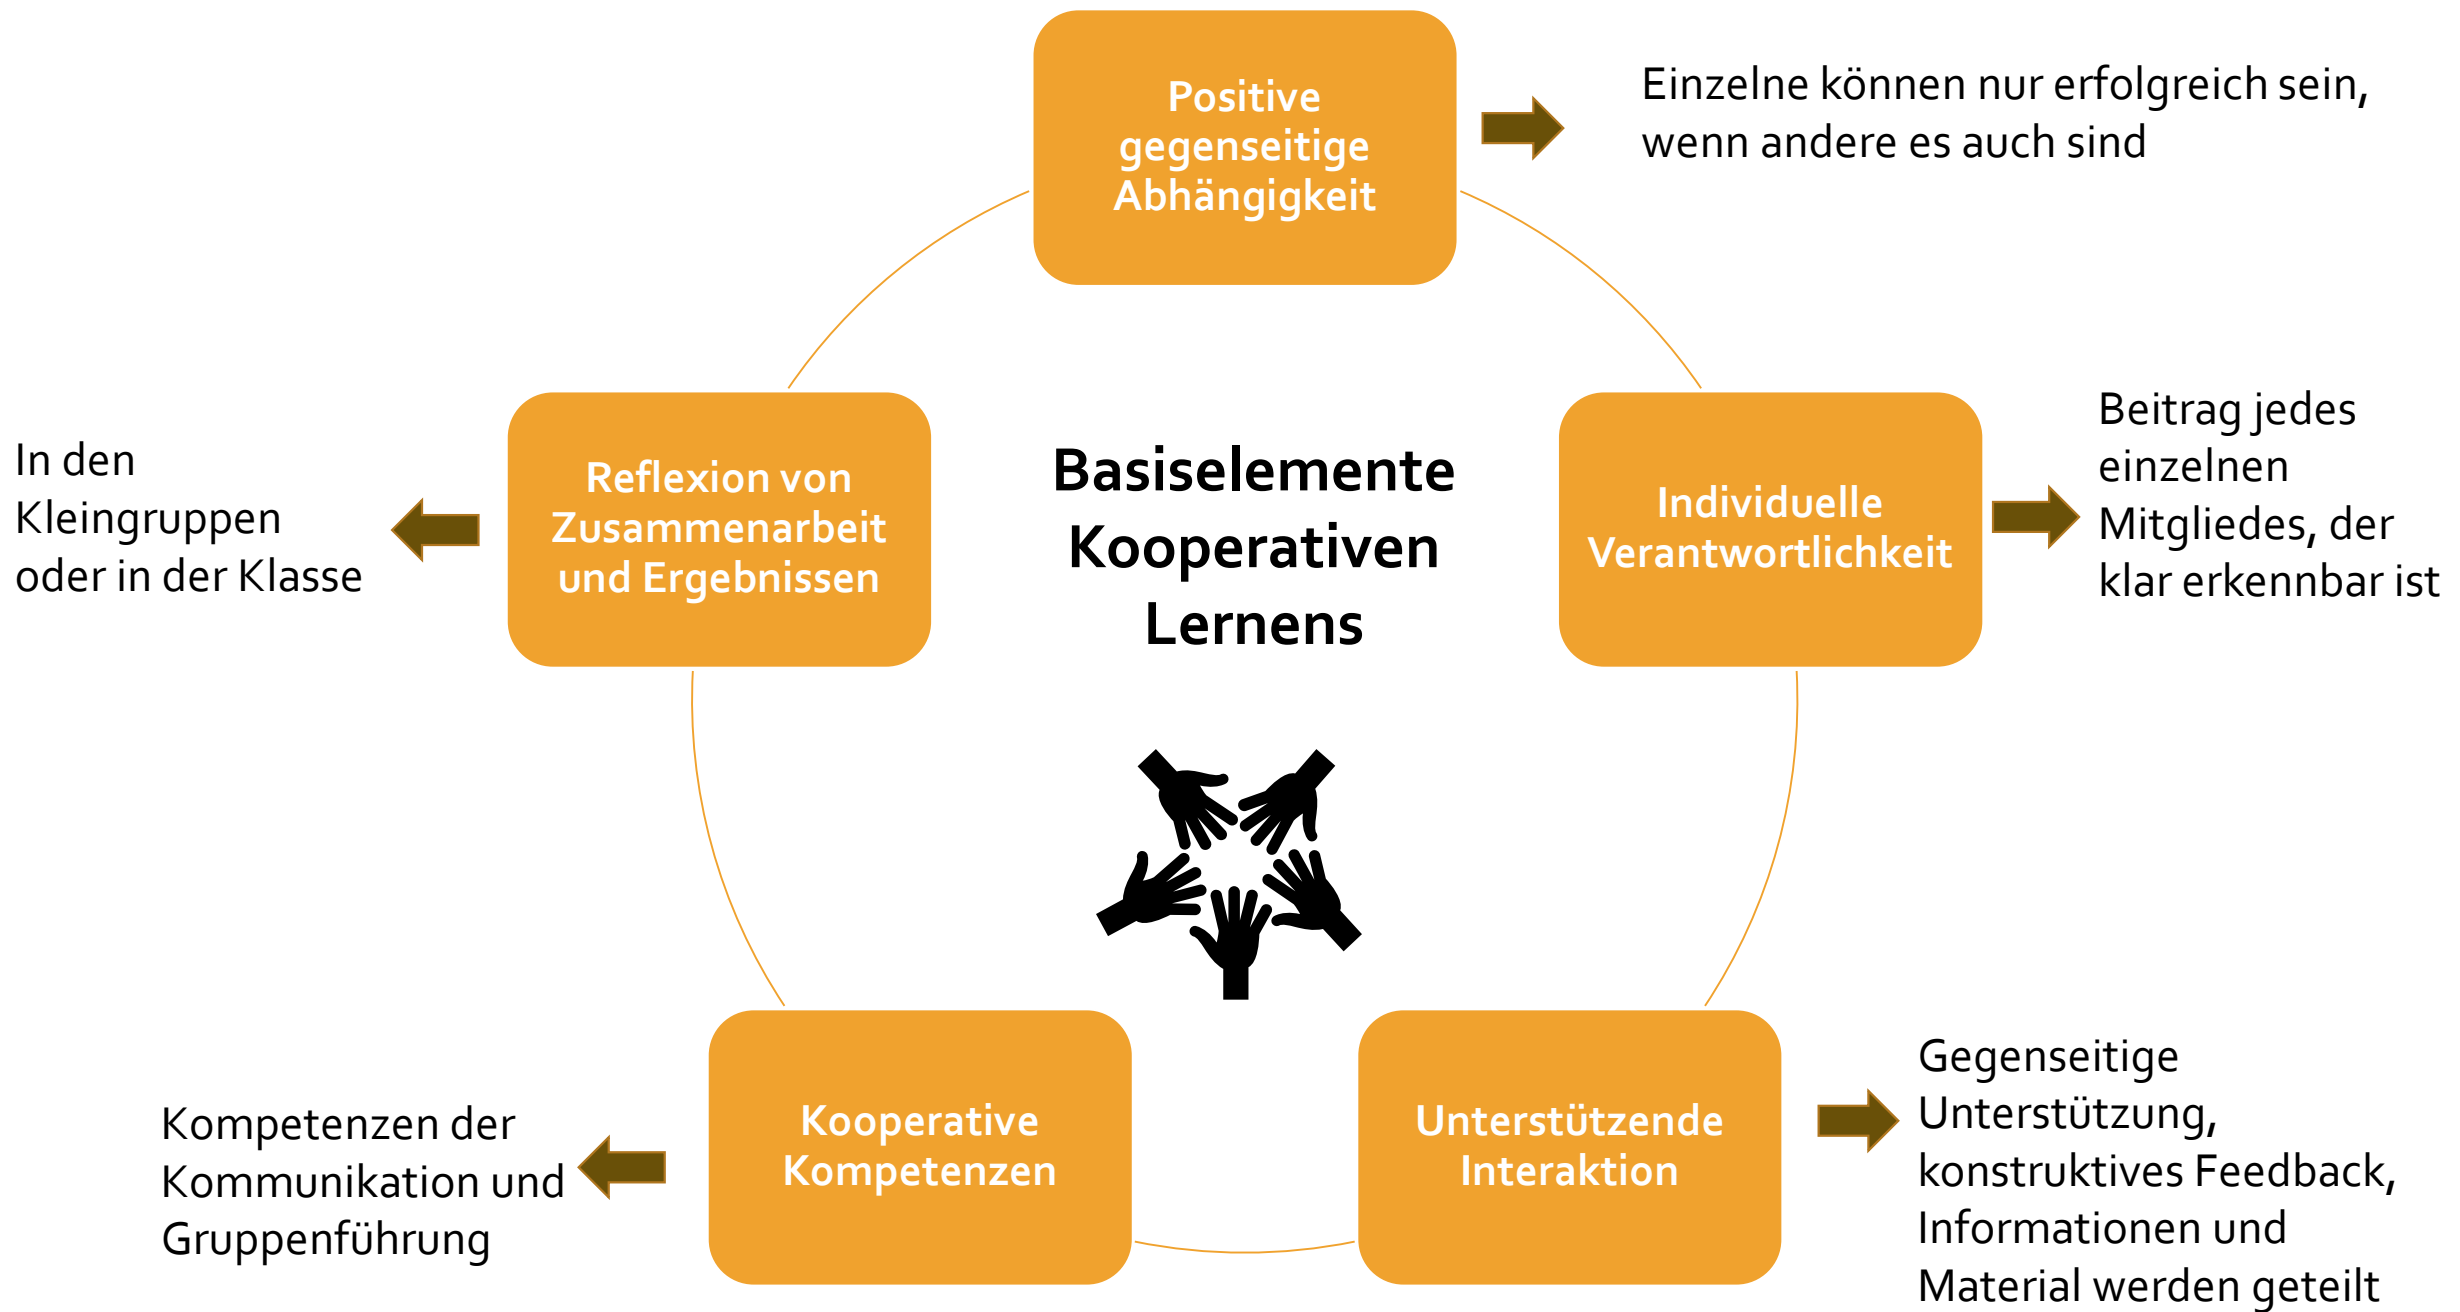 Positive
gegenseitige
Abhängigkeit
Einzelne können nur erfolgreich sein,
wenn andere es auch sind
Basiselemente
Kooperativen
Lernens
Individuelle
Verantwortlichkeit
Beitrag jedes
einzelnen
Mitgliedes, der
klar erkennbar ist
Unterstützende
Interaktion
Gegenseitige
Unterstützung,
konstruktives Feedback,
Informationen und
Material werden geteilt
Kooperative
Kompetenzen
Kompetenzen der
Kommunikation und
Gruppenführung
Reflexion von
Zusammenarbeit
und Ergebnissen
In den
Kleingruppen
oder in der Klasse